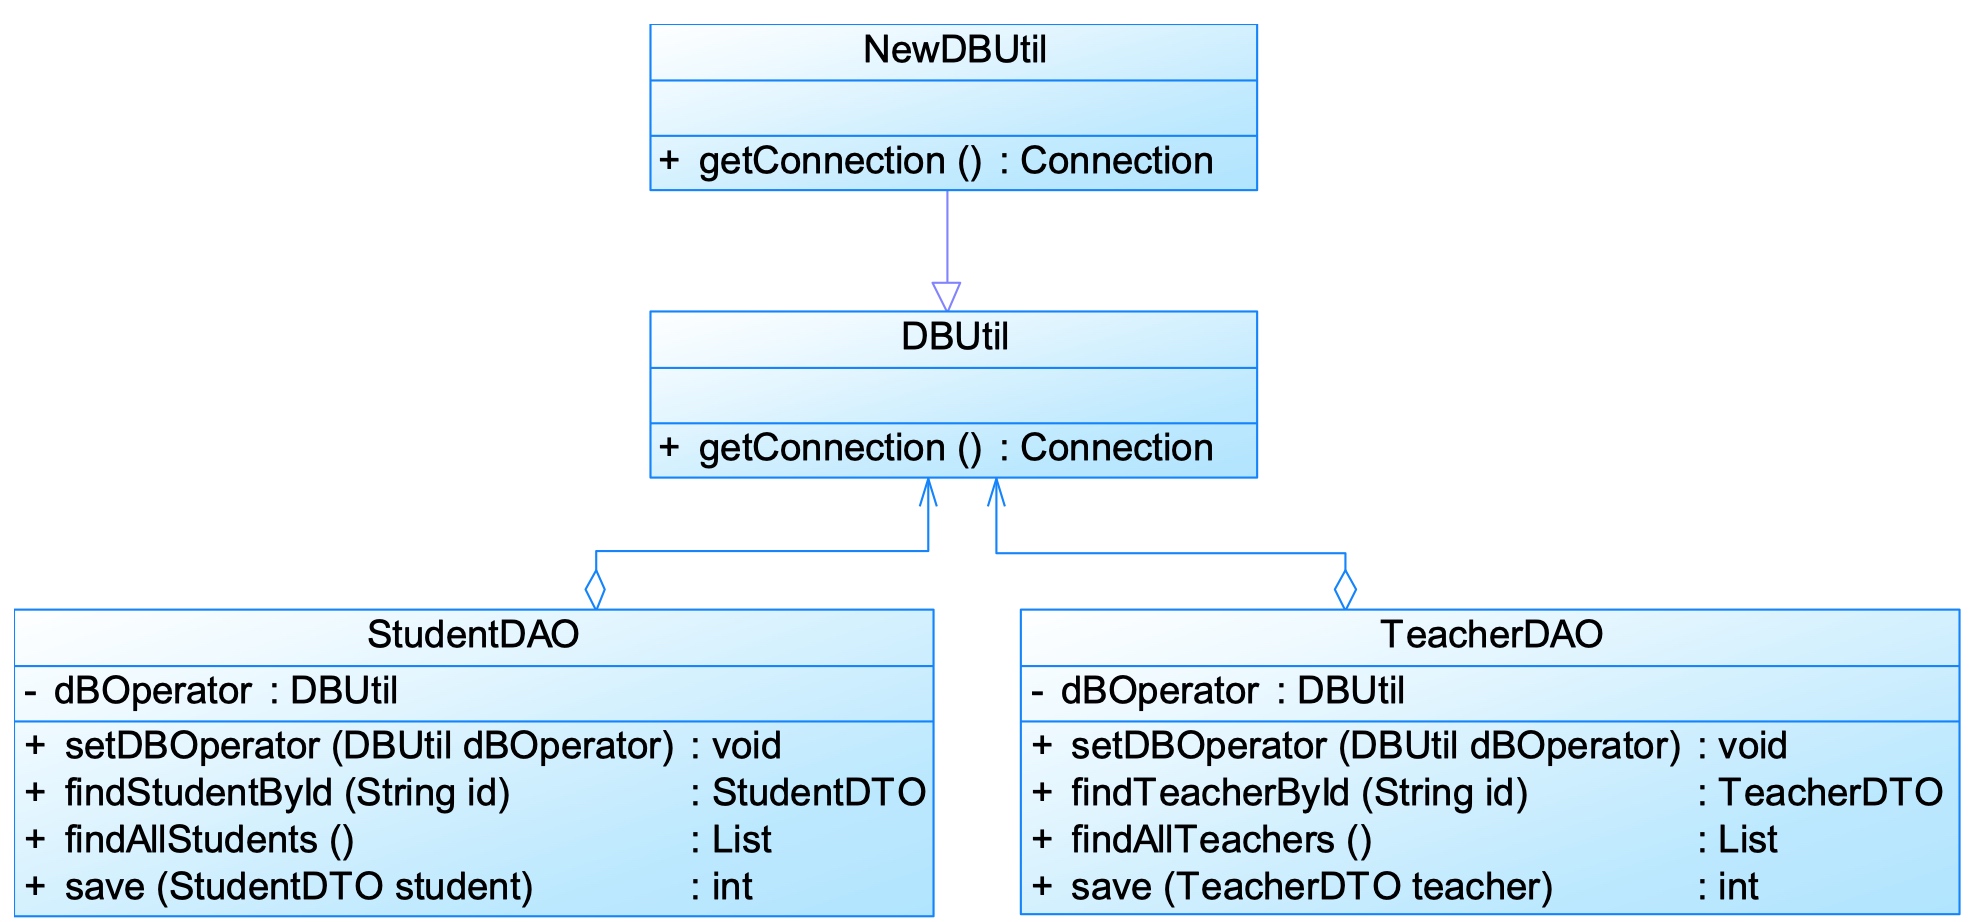 NewDBUtil
+ getConnection () : Connection
DBUtil
+ getConnection () : Connection
StudentDAO
- dBOperator : DBUtil
+ setDBOperator (DBUtil dBOperator) : void
+ findStudentById (String id) : StudentDTO
+ findAllStudents () : List
+ save (StudentDTO student) : int
TeacherDAO
- dBOperator : DBUtil
+ setDBOperator (DBUtil dBOperator) : void
+ findTeacherById (String id) : TeacherDTO
+ findAllTeachers () : List
+ save (TeacherDTO teacher) : int